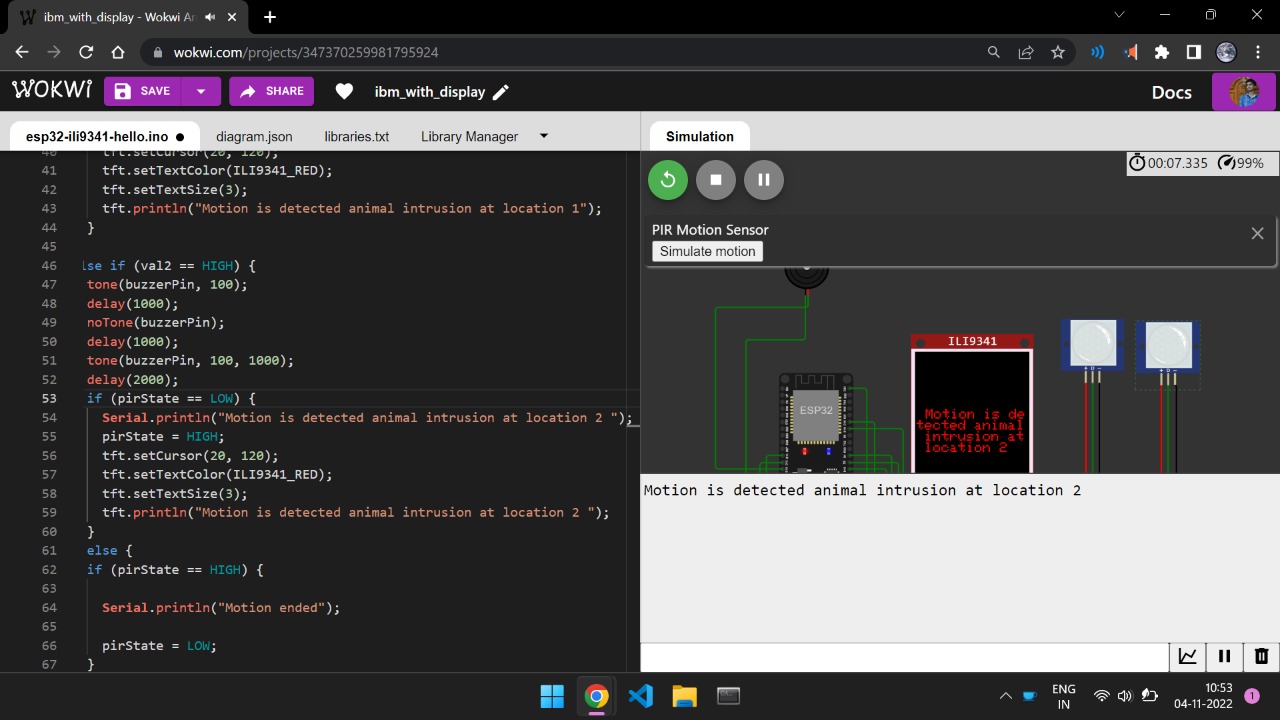 ibm_with_display - Wokwi Ar
wokwi.com/projects/347370259981795924
WOKWI
SAVE
SHARE
ibm_with_display
Docs
esp32-ili9341-hello.ino
diagram.json
libraries.txt
Library Manager
Simulation
40 tft.setCursor(20, 120);
41 tft.setTextColor(ILI9341_RED);
42 tft.setTextSize(3);
43 tft.println("Motion is detected animal intrusion at location 1");
44 }
45
46 lse if (val2 == HIGH) {
47 tone(buzzerPin, 100);
48 delay(1000);
49 noTone(buzzerPin);
50 delay(1000);
51 tone(buzzerPin, 100, 1000);
52 delay(2000);
53 if (pirState == LOW) {
54 Serial.println("Motion is detected animal intrusion at location 2 ");
55 pirState = HIGH;
56 tft.setCursor(20, 120);
57 tft.setTextColor(ILI9341_RED);
58 tft.setTextSize(3);
59 tft.println("Motion is detected animal intrusion at location 2 ");
60 }
61 else {
62 if (pirState == HIGH) {
63
64 Serial.println("Motion ended");
65
66 pirState = LOW;
67 }
00:07.335 99%
PIR Motion Sensor
Simulate motion
ILI9341
ESP32
+ D -
+ D -
Motion is de
tected animal
intrusion at
location 2
Motion is detected animal intrusion at location 2
ENG
IN
10:53
04-11-2022
1